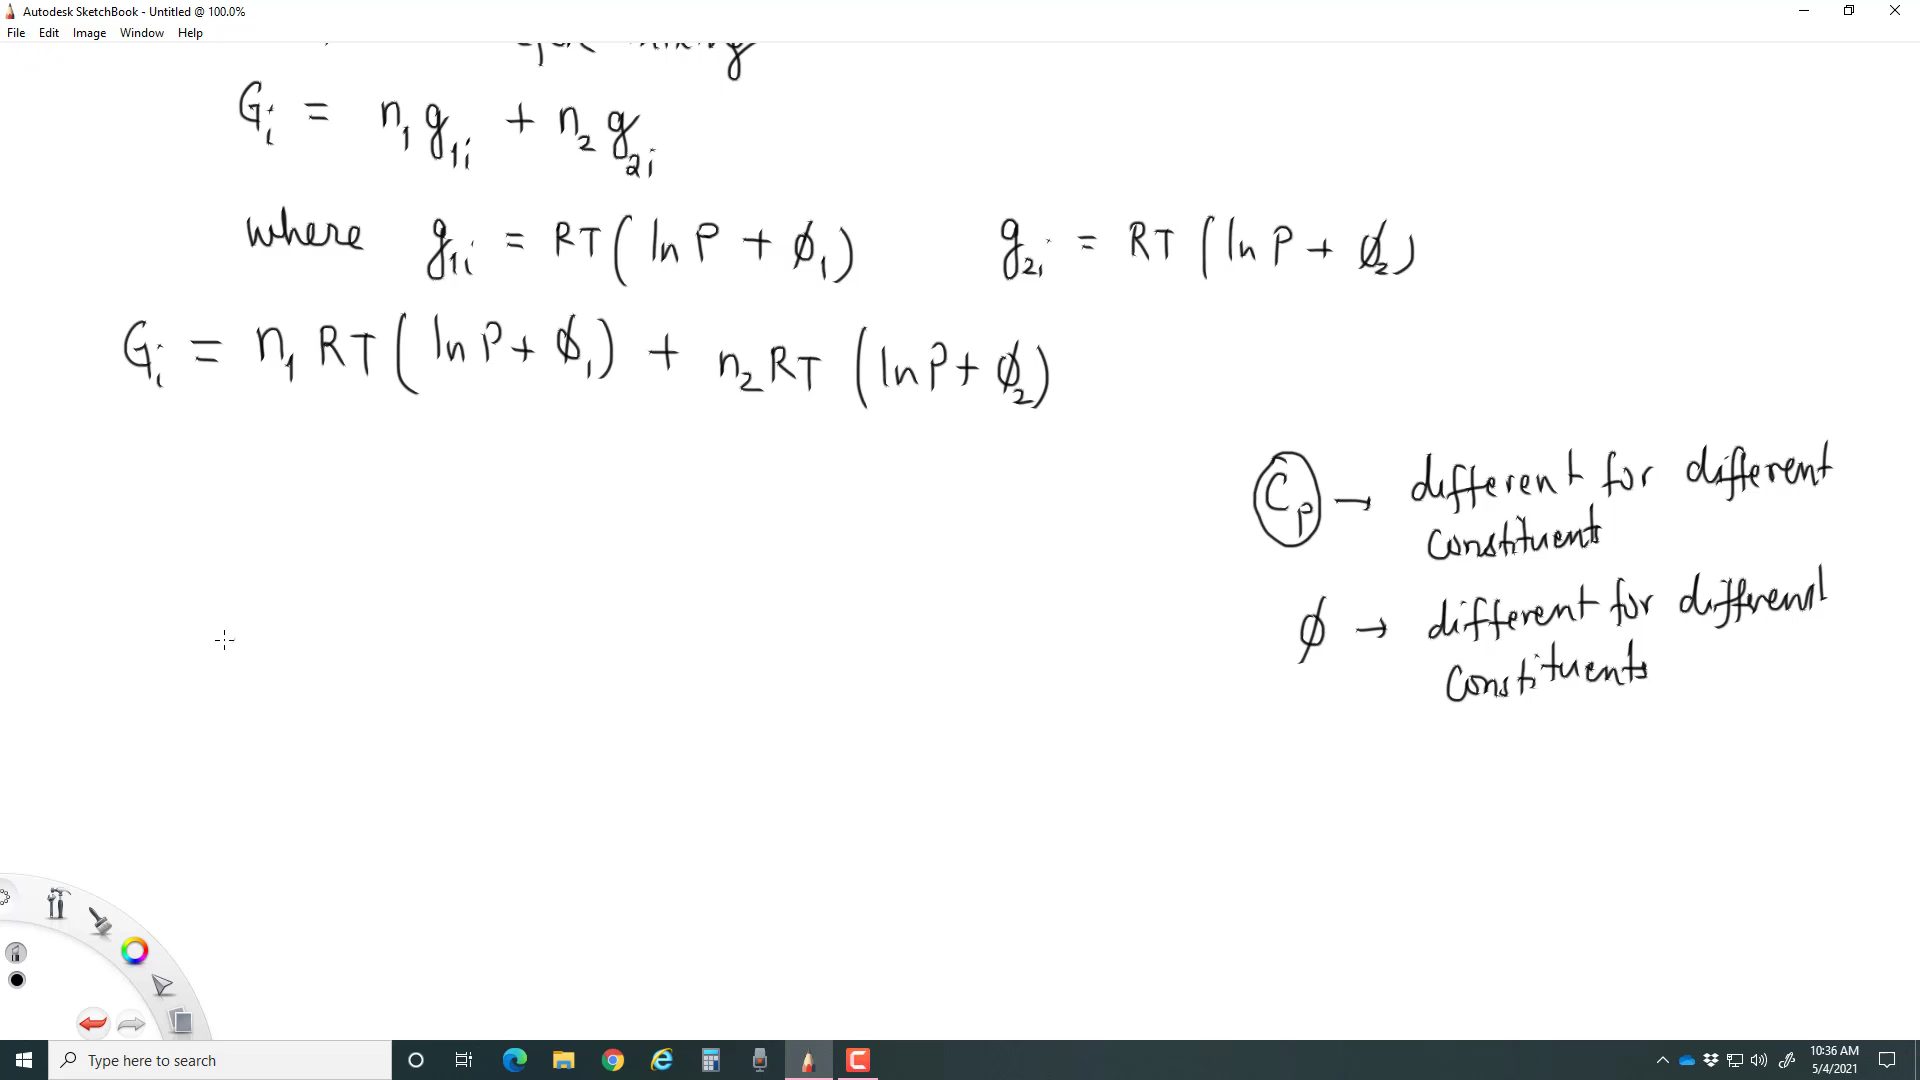 Autodesk SketchBook - Untitled @ 100.0%
File Edit Image Window Help
Gᵢ = n₁ g₁ᵢ + n₂ g₂ᵢ
where g₁ᵢ = RT(ln P + ϕ₁) g₂ᵢ = RT (ln P + ϕ₂)
Gᵢ = n₁ RT(ln P + ϕ₁) + n₂ RT (ln P + ϕ₂)
Cₚ → different for different
constituents
ϕ → different for different
constituents
Type here to search
10:36 AM
5/4/2021